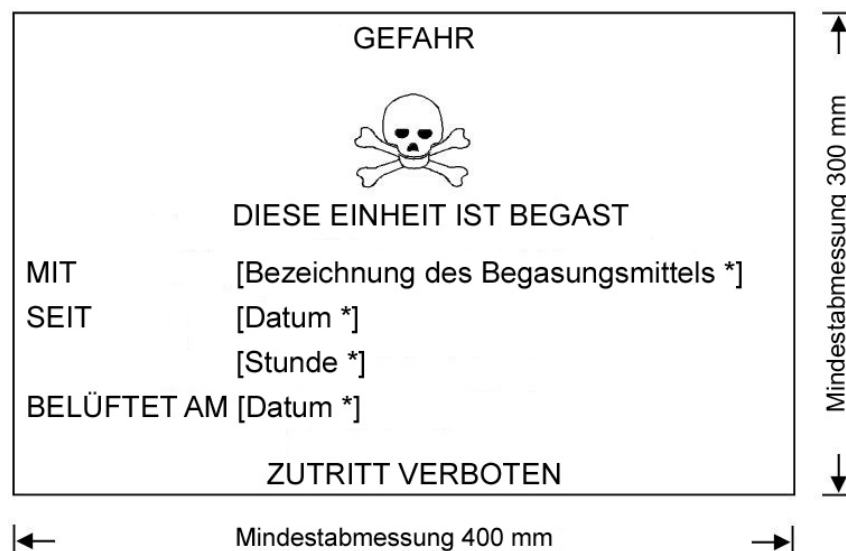 GEFAHR
DIESE EINHEIT IST BEGAST
MIT [Bezeichnung des Begasungsmittels *]
SEIT [Datum *]
[Stunde *]
BELÜFTET AM [Datum *]
ZUTRITT VERBOTEN
Mindestabmessung 400 mm
Mindestabmessung 300 mm